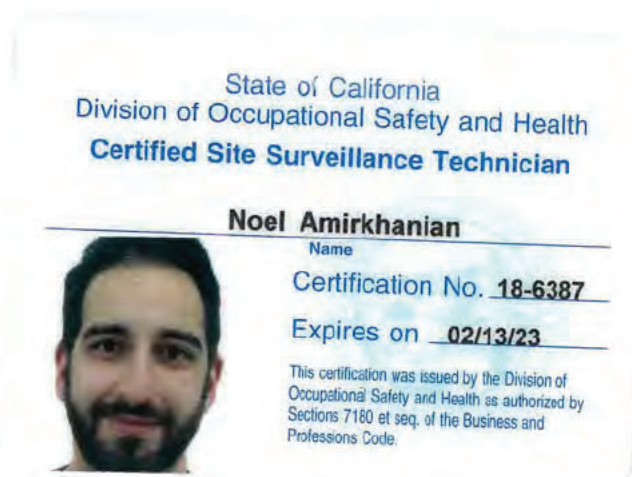 State of California
Division of Occupational Safety and Health
Certified Site Surveillance Technician
Noel Amirkhanian
Name
Certification No. 18-6387
Expires on 02/13/23
This certification was issued by the Division of
Occupational Safety and Health as authorized by
Sections 7180 et seq. of the Business and
Professions Code.